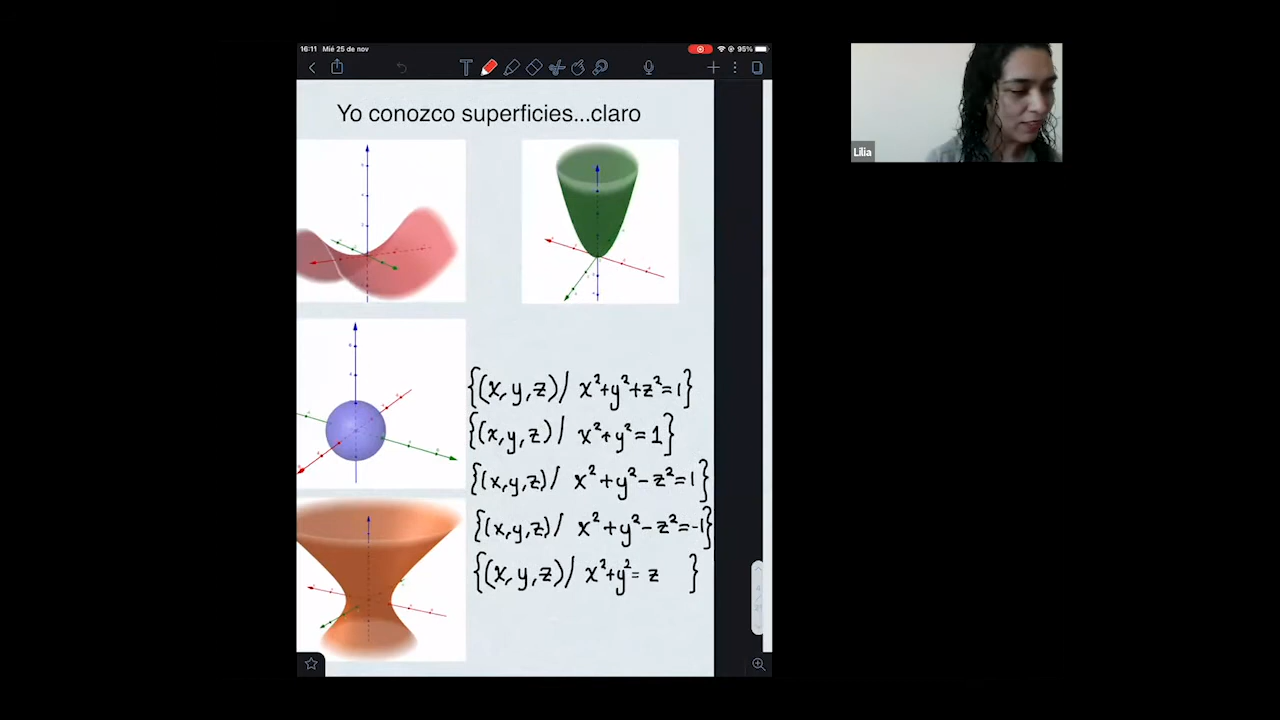 16:11 Mié 25 de nov
95%
Yo conozco superficies...claro
{(x,y,z)/ x²+y²+z²=1}
{(x,y,z)/ x²+y²=1}
{(x,y,z)/ x²+y²-z²=1}
{(x,y,z)/ x²+y²-z²=-1}
{(x,y,z)/ x²+y²=z }
Lilia